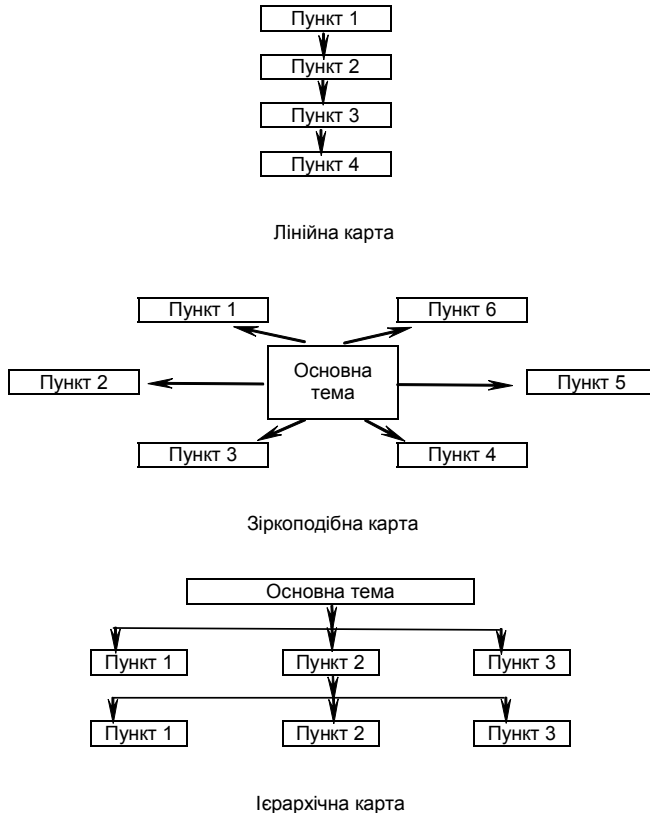 Пункт 1
Пункт 2
Пункт 3
Пункт 4
Лінійна карта
Пункт 1
Пункт 6
Пункт 2
Основна
тема
Пункт 5
Пункт 3
Пункт 4
Зіркоподібна карта
Основна тема
Пункт 1
Пункт 2
Пункт 3
Пункт 1
Пункт 2
Пункт 3
Ієрархічна карта